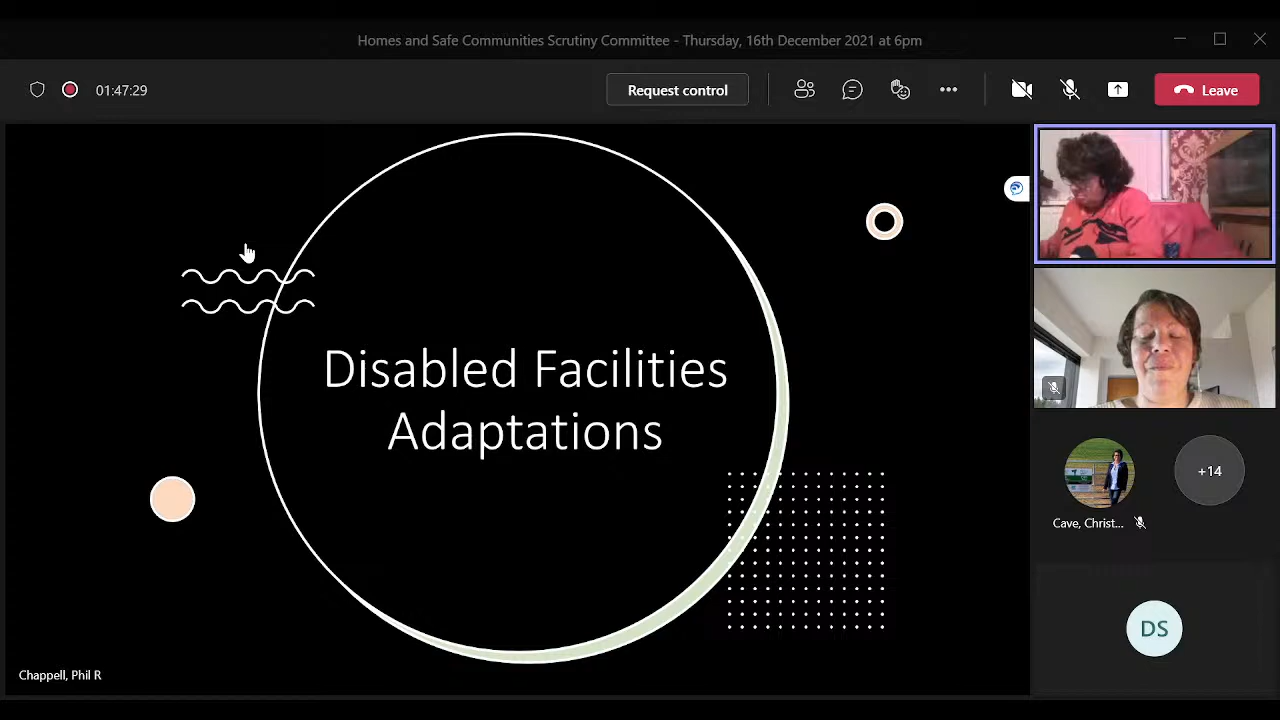 Homes and Safe Communities Scrutiny Committee - Thursday, 16th December 2021 at 6pm
01:47:29
Request control
Leave
Disabled Facilities
Adaptations
+14
Cave, Christ...
DS
Chappell, Phil R